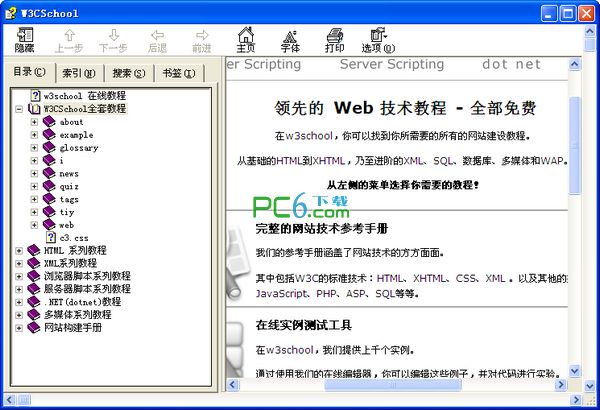 W3CSchool
隐藏 上一步 下一步 后退 前进 主页 字体 打印 选项(O)
目录(C) 索引(N) 搜索(S) 书签(I)
w3school 在线教程
W3CSchool全套教程
about
example
glossary
i
news
quiz
tags
tiy
web
c3.css
HTML 系列教程
XML系列教程
浏览器脚本系列教程
服务器脚本系列教程
.NET(dotnet)教程
多媒体系列教程
网站构建手册
er Scripting Server Scripting dot net
领先的 Web 技术教程 - 全部免费
在w3school，你可以找到你所需要的所有的网站建设教程。
从基础的HTML到XHTML，乃至进阶的XML、SQL、数据库、多媒体和WAP。
从左侧的菜单选择你需要的教程！
PC6下载
.com
完整的网站技术参考手册
我们的参考手册涵盖了网站技术的方方面面。
其中包括W3C的标准技术：HTML、XHTML、CSS、XML 。以及其他的
JavaScript、PHP、ASP、SQL等等。
在线实例测试工具
在w3school，我们提供上千个实例。
通过使用我们的在线编辑器，你可以编辑这些例子，并对代码进行实验。